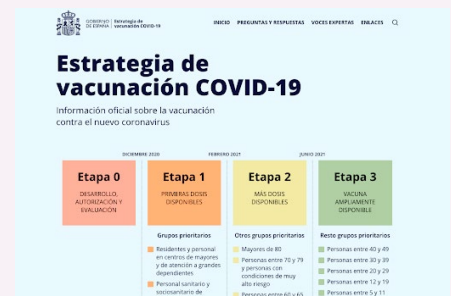 GOBIERNO DE ESPAÑA Estrategia de vacunación COVID-19
INICIO PREGUNTAS Y RESPUESTAS VOCES EXPERTAS ENLACES
Estrategia de
vacunación COVID-19
Información oficial sobre la vacunación
contra el nuevo coronavirus
DICIEMBRE 2020 FEBRERO 2021 JUNIO 2021
Etapa 0
DESARROLLO,
AUTORIZACIÓN Y
EVALUACIÓN
Etapa 1
PRIMERAS DOSIS
DISPONIBLES
Grupos prioritarios
Residentes y personal
en centros de mayores
y de atención a grandes
dependientes
Personal sanitario y
sociosanitario de
Etapa 2
MÁS DOSIS
DISPONIBLES
Otros grupos prioritarios
Mayores de 80
Personas entre 70 y 79
y personas con
condiciones de muy
alto riesgo
Personas entre 60 y 65
Etapa 3
VACUNA
AMPLIAMENTE
DISPONIBLE
Resto grupos prioritarios
Personas entre 40 y 49
Personas entre 30 y 39
Personas entre 20 y 29
Personas entre 12 y 19
Personas entre 5 y 11